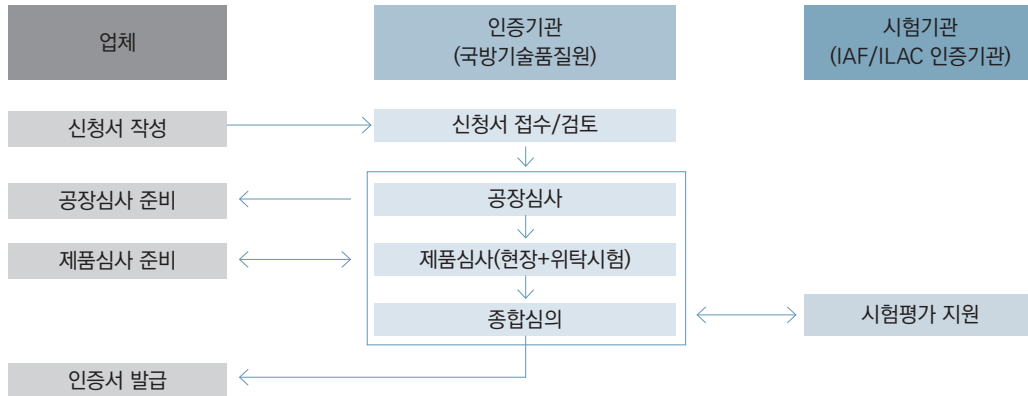 업체
인증기관
(국방기술품질원)
시험기관
(IAF/ILAC 인증기관)
신청서 작성
신청서 접수/검토
공장심사 준비
공장심사
제품심사 준비
제품심사(현장+위탁시험)
종합심의
시험평가 지원
인증서 발급